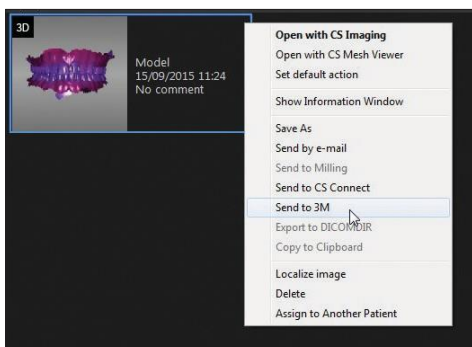 3D
Model
15/09/2015 11:24
No comment
Open with CS Imaging
Open with CS Mesh Viewer
Set default action
Show Information Window
Save As
Send by e-mail
Send to Milling
Send to CS Connect
Send to 3M
Export to DICOMDIR
Copy to Clipboard
Localize image
Delete
Assign to Another Patient